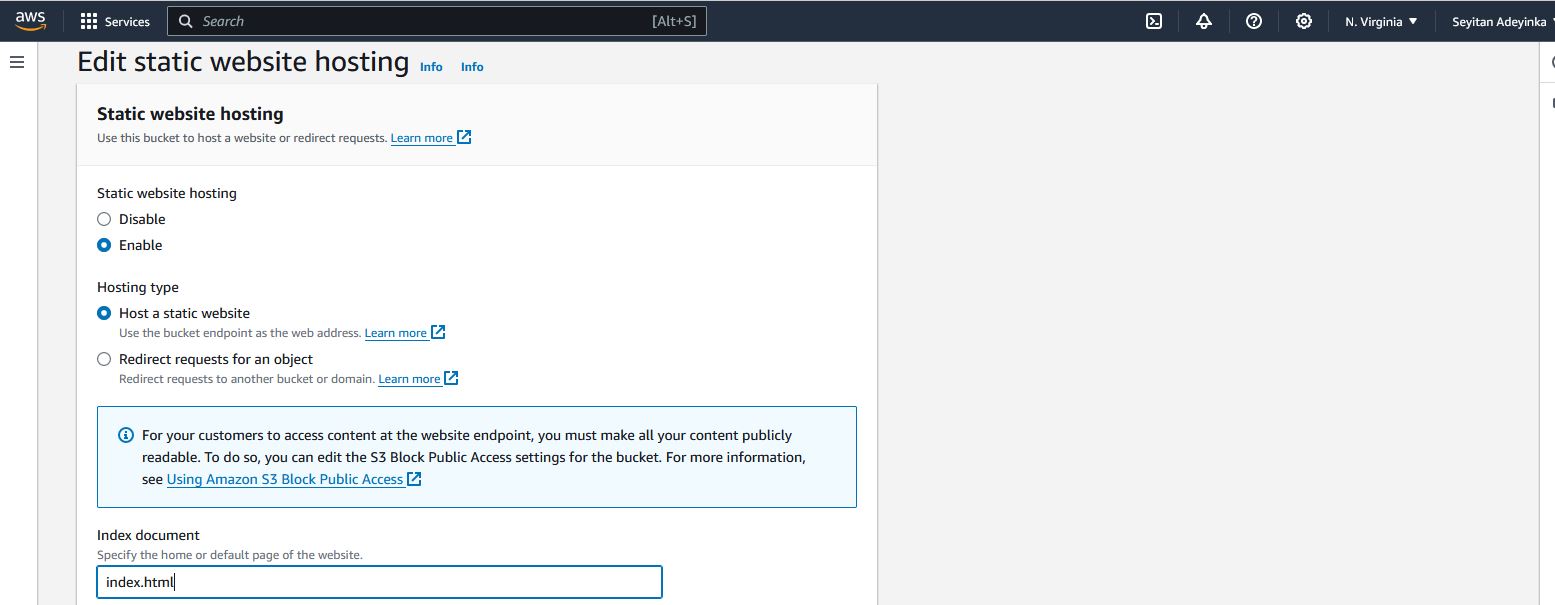 aws Services Search [Alt+S] N. Virginia Seyitan Adeyinka
Edit static website hosting Info Info
Static website hosting
Use this bucket to host a website or redirect requests. Learn more
Static website hosting
Disable
Enable
Hosting type
Host a static website
Use the bucket endpoint as the web address. Learn more
Redirect requests for an object
Redirect requests to another bucket or domain. Learn more
For your customers to access content at the website endpoint, you must make all your content publicly
readable. To do so, you can edit the S3 Block Public Access settings for the bucket. For more information,
see Using Amazon S3 Block Public Access
Index document
Specify the home or default page of the website.
index.html